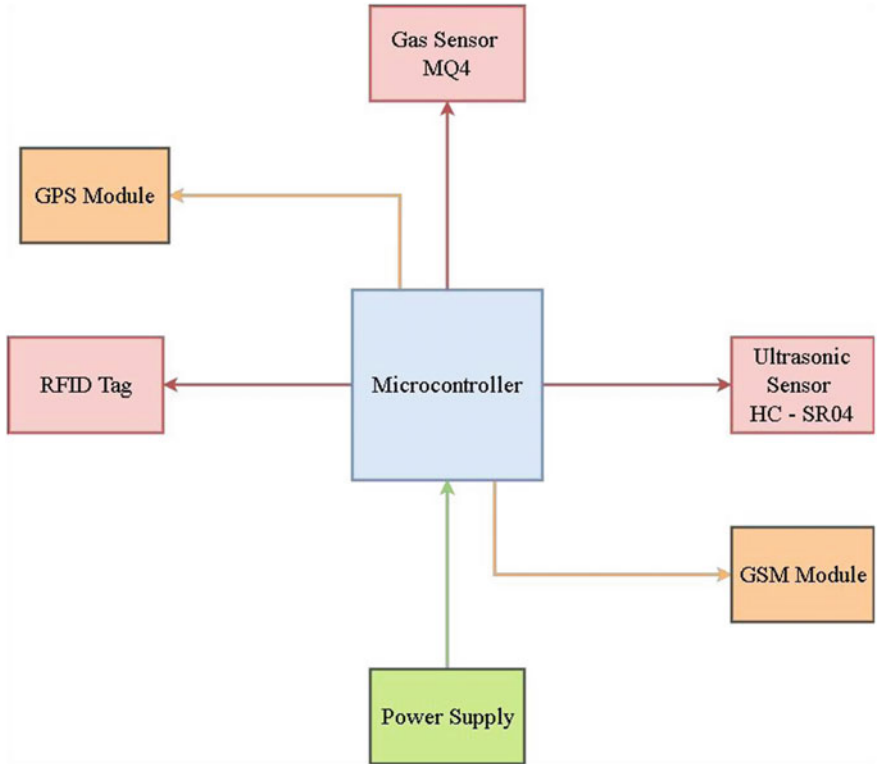 Gas Sensor
MQ4
GPS Module
RFID Tag
Microcontroller
Ultrasonic
Sensor
HC - SR04
GSM Module
Power Supply